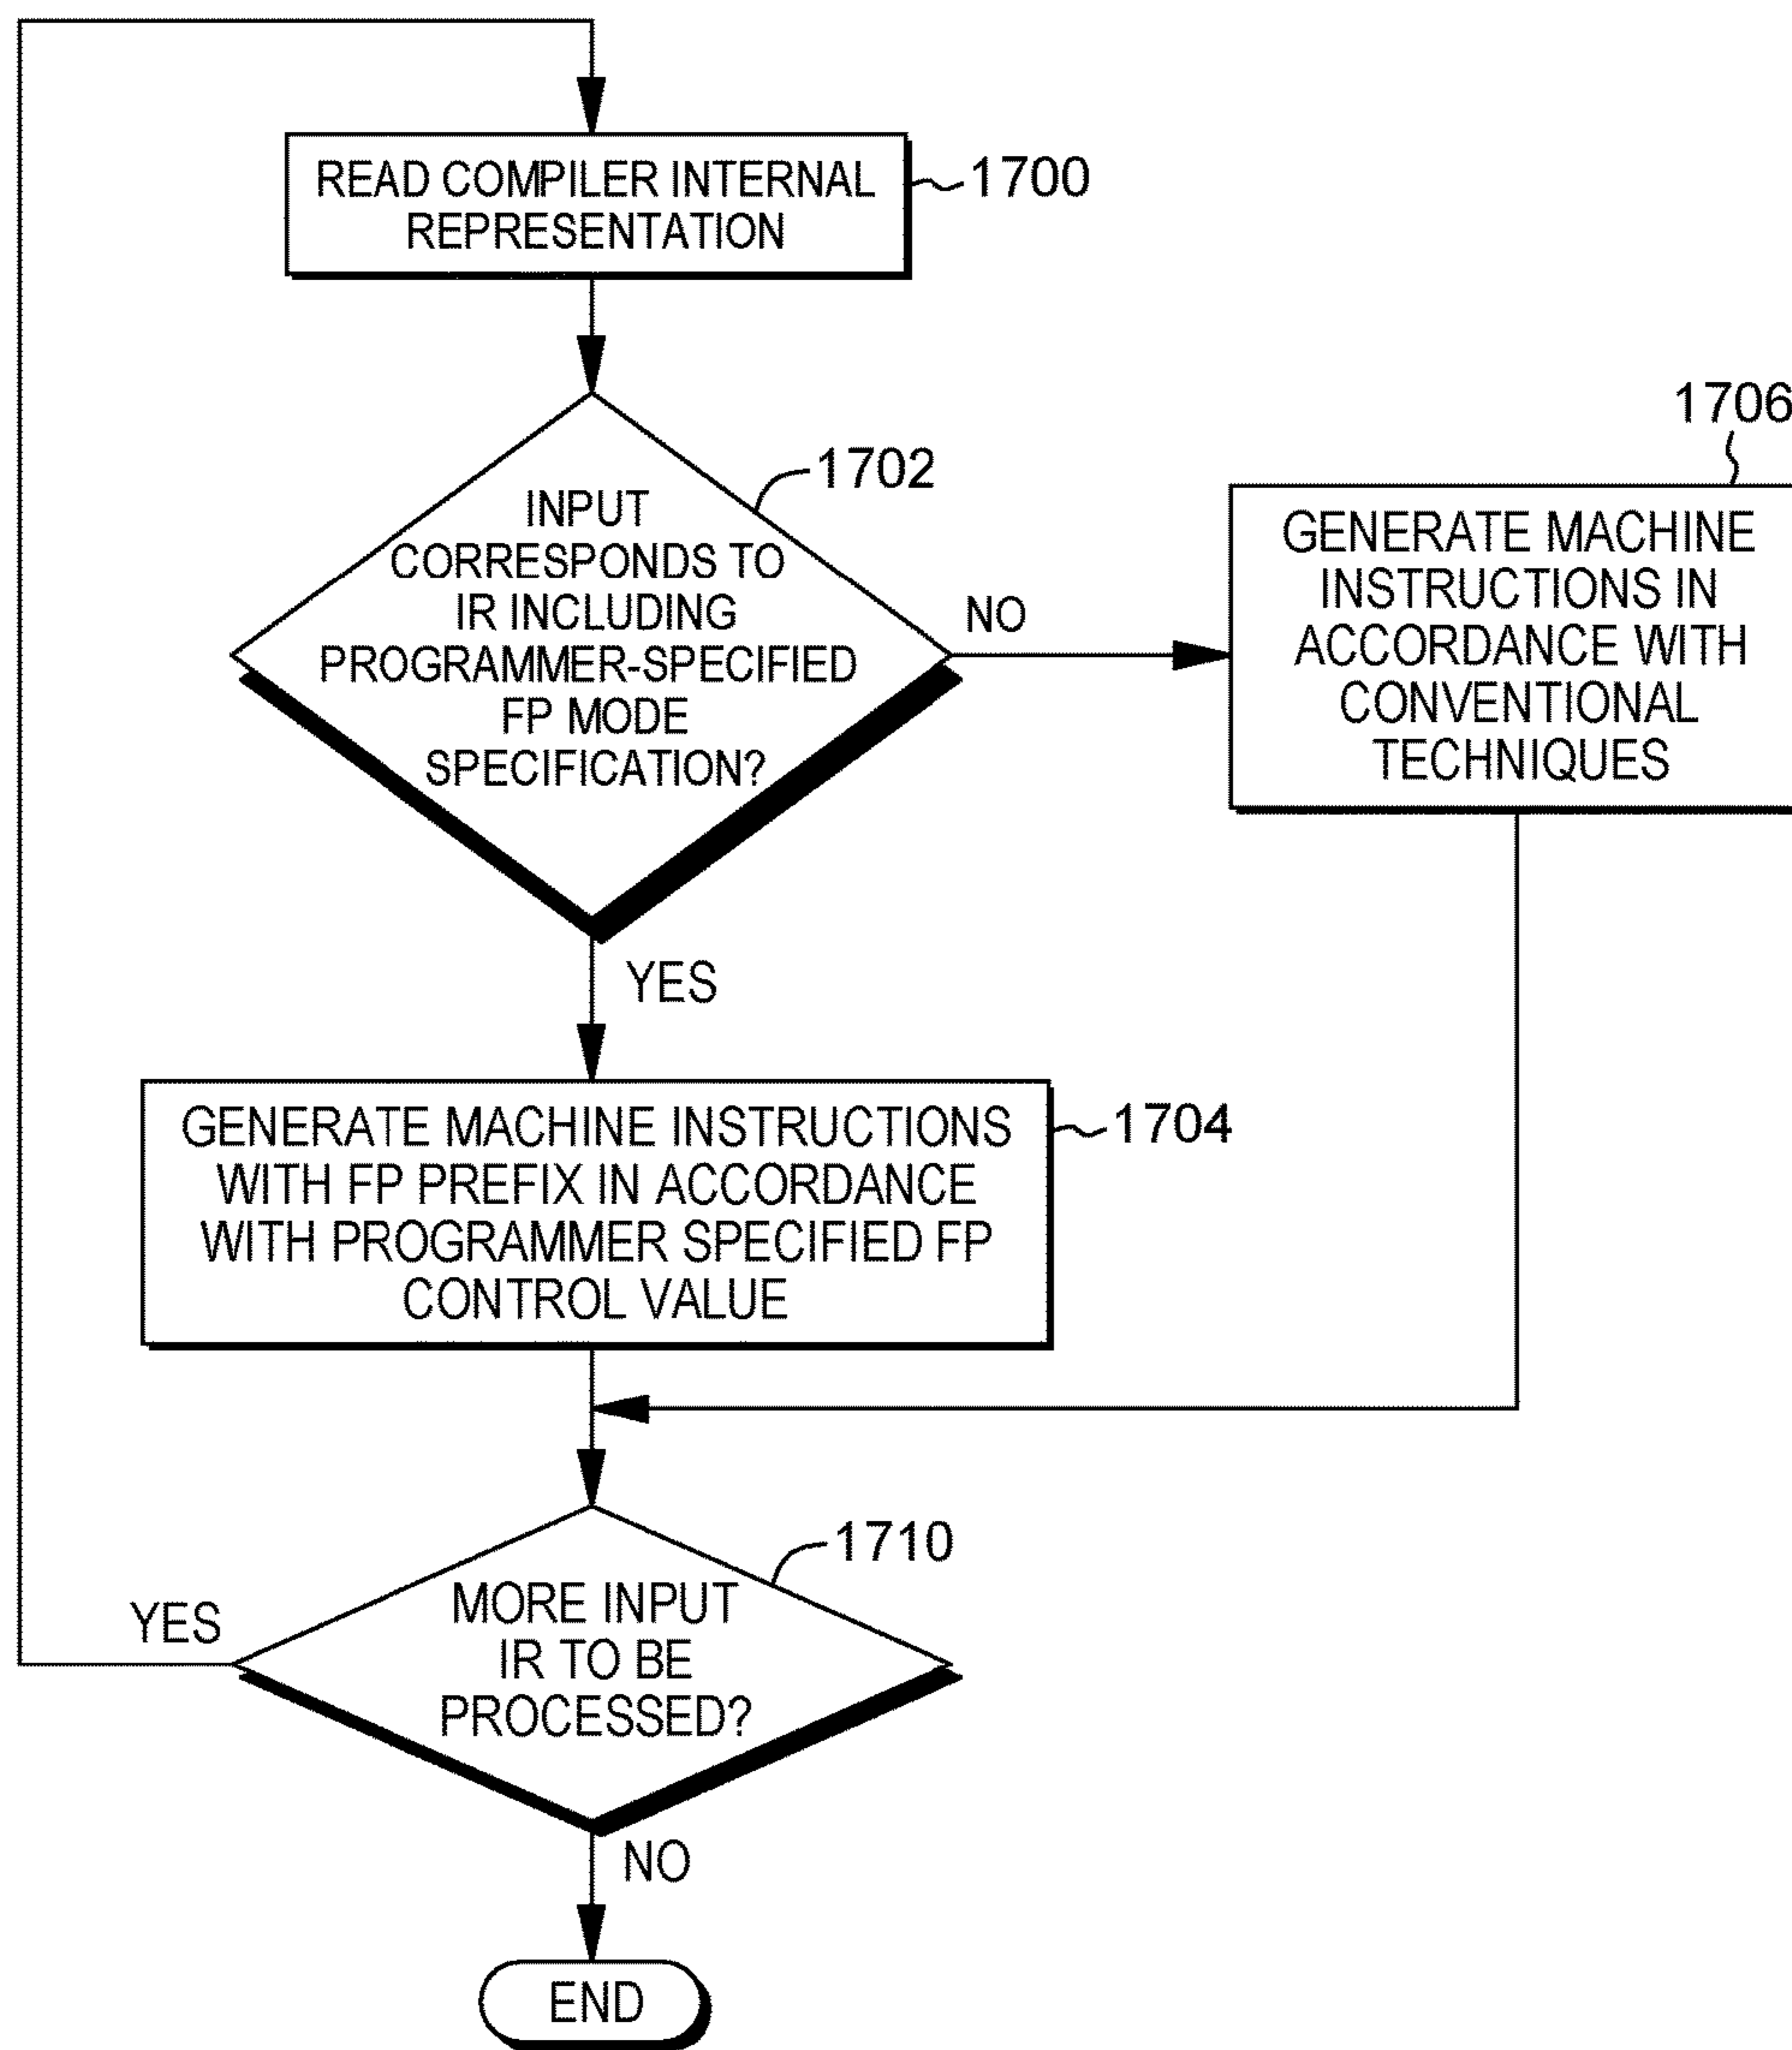 READ COMPILER INTERNAL
REPRESENTATION
1700
1702
INPUT
CORRESPONDS TO
IR INCLUDING
PROGRAMMER-SPECIFIED
FP MODE
SPECIFICATION?
NO
1706
GENERATE MACHINE
INSTRUCTIONS IN
ACCORDANCE WITH
CONVENTIONAL
TECHNIQUES
YES
GENERATE MACHINE INSTRUCTIONS
WITH FP PREFIX IN ACCORDANCE
WITH PROGRAMMER SPECIFIED FP
CONTROL VALUE
1704
1710
MORE INPUT
IR TO BE
PROCESSED?
YES
NO
END